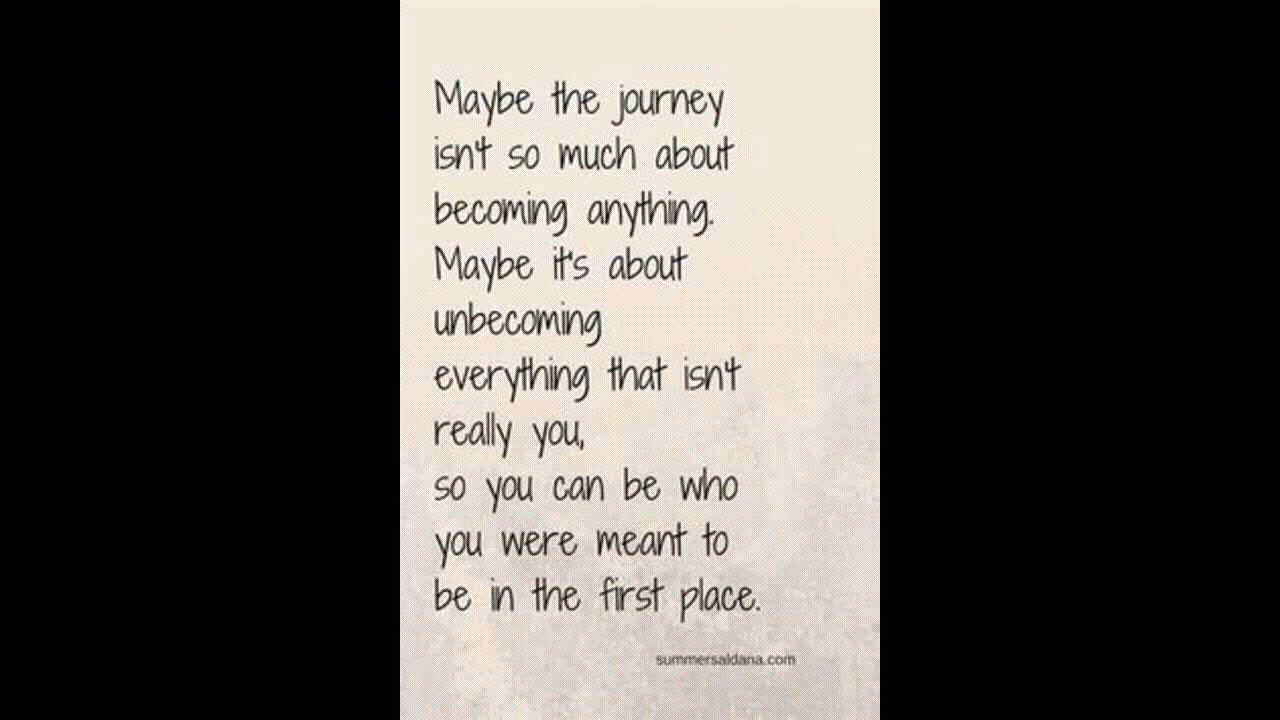 Maybe the journey
isn't so much about
becoming anything.
Maybe it's about
unbecoming
everything that isn't
really you,
so you can be who
you were meant to
be in the first place.
summersaldana.com